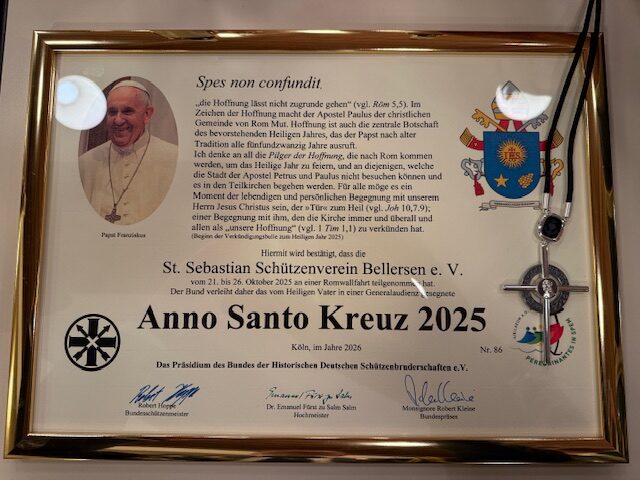 Spes non confundit.
„die Hoffnung lässt nicht zugrunde gehen“ (vgl. Röm 5,5). Im
Zeichen der Hoffnung macht der Apostel Paulus der christlichen
Gemeinde von Rom Mut. Hoffnung ist auch die zentrale Botschaft
des bevorstehenden Heiligen Jahres, das der Papst nach alter
Tradition alle fünfundzwanzig Jahre ausruft.
Ich denke an all die Pilger der Hoffnung, die nach Rom kommen
werden, um das Heilige Jahr zu feiern, und an diejenigen, welche
die Stadt der Apostel Petrus und Paulus nicht besuchen können und
es in den Teilkirchen begehen werden. Für alle möge es ein
Moment der lebendigen und persönlichen Begegnung mit unserem
Herrn Jesus Christus sein, der »Tür« zum Heil (vgl. Joh 10,7.9);
einer Begegnung mit ihm, den die Kirche immer und überall und
allen als „unsere Hoffnung“ (vgl. 1 Tim 1,1) zu verkünden hat.
(Beginn der Verkündigungsbulle zum Heiligen Jahr 2025)
Papst Franziskus
Hiermit wird bestätigt, dass die
St. Sebastian Schützenverein Bellersen e. V.
vom 21. bis 26. Oktober 2025 an einer Romwallfahrt teilgenommen hat.
Der Bund verleiht daher das vom Heiligen Vater in einer Generalaudienz gesegnete
Anno Santo Kreuz 2025
Köln, im Jahre 2026
Nr. 86
PEREGRINANTES IN SPEM
Das Präsidium des Bundes der Historischen Deutschen Schützenbruderschaften e.V.
Robert Hoppe
Bundesschützenmeister
Emanuel Fürst zu Salm
Dr. Emanuel Fürst zu Salm Salm
Hochmeister
Monsignore Robert Kleine
Bundespräses